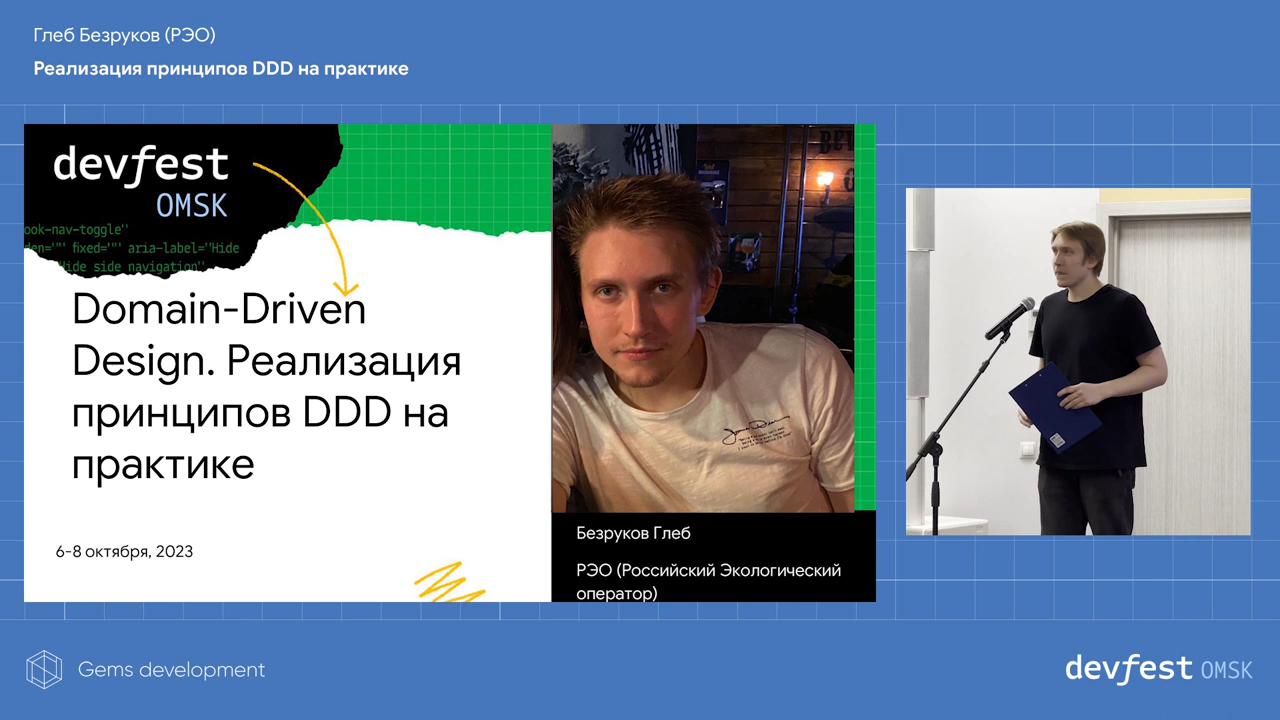 Глеб Безруков (РЭО)
Реализация принципов DDD на практике
devfest
OMSK
ook-nav-toggle"
den="" fixed="" aria-label="Hide
Hide side navigation"
Domain-Driven
Design. Реализация
принципов DDD на
практике
6-8 октября, 2023
Безруков Глеб
РЭО (Российский Экологический
оператор)
Gems development
devfest OMSK